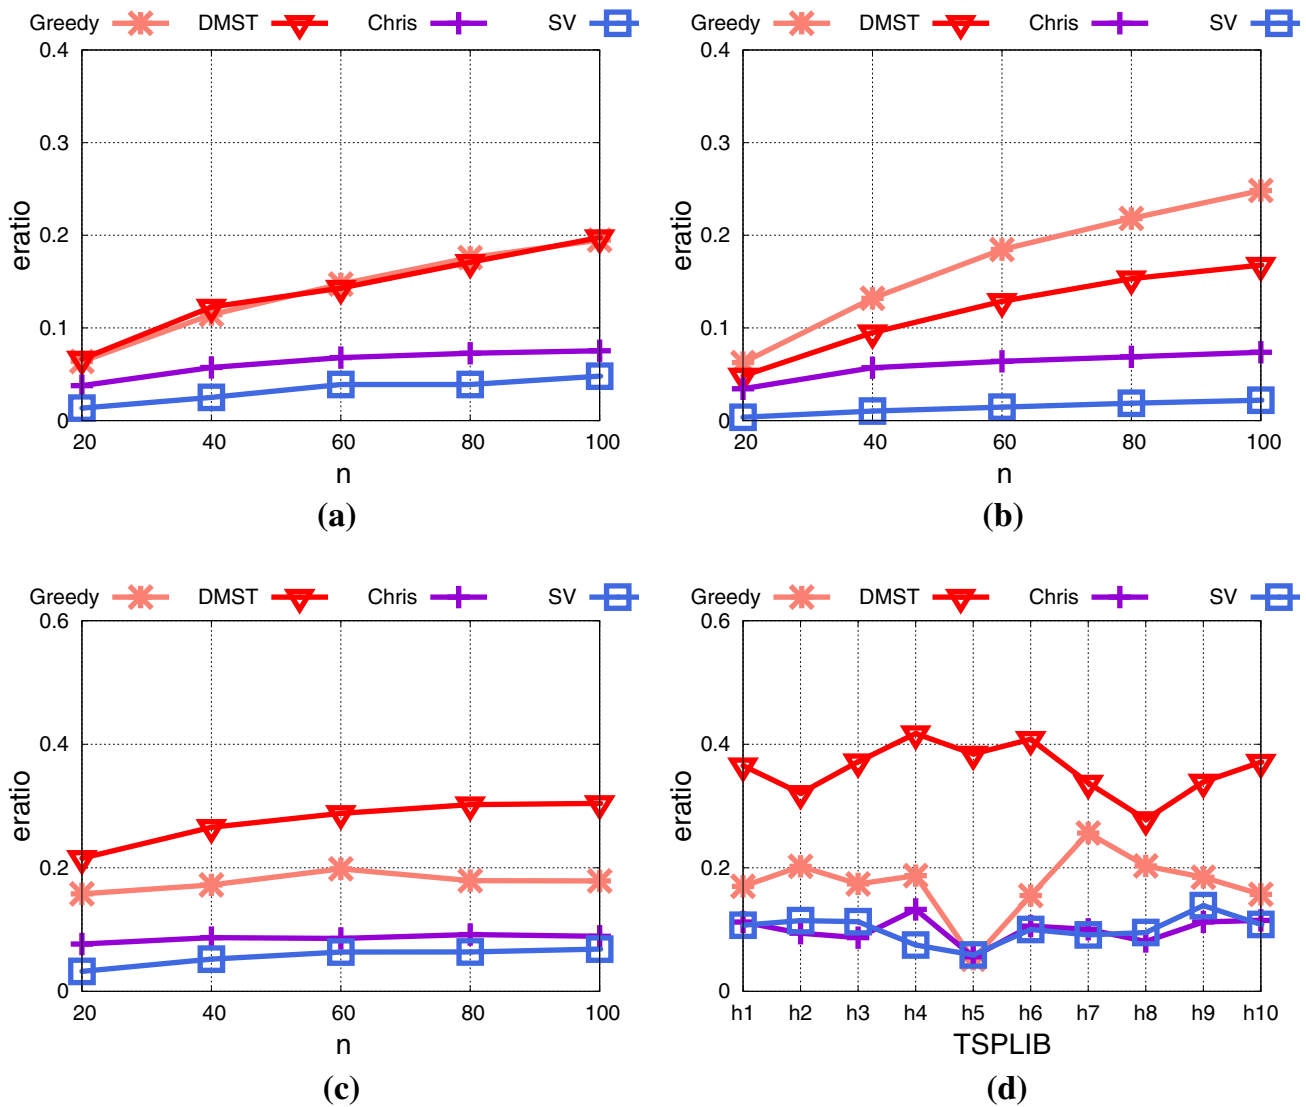 Greedy DMST Chris SV
0.4
0.3
0.2
0.1
0
eratio
20 40 60 80 100
n
(a)
Greedy DMST Chris SV
0.4
0.3
0.2
0.1
0
eratio
20 40 60 80 100
n
(b)
Greedy DMST Chris SV
0.6
0.4
0.2
0
eratio
20 40 60 80 100
n
(c)
Greedy DMST Chris SV
0.6
0.4
0.2
0
eratio
h1 h2 h3 h4 h5 h6 h7 h8 h9 h10
TSPLIB
(d)